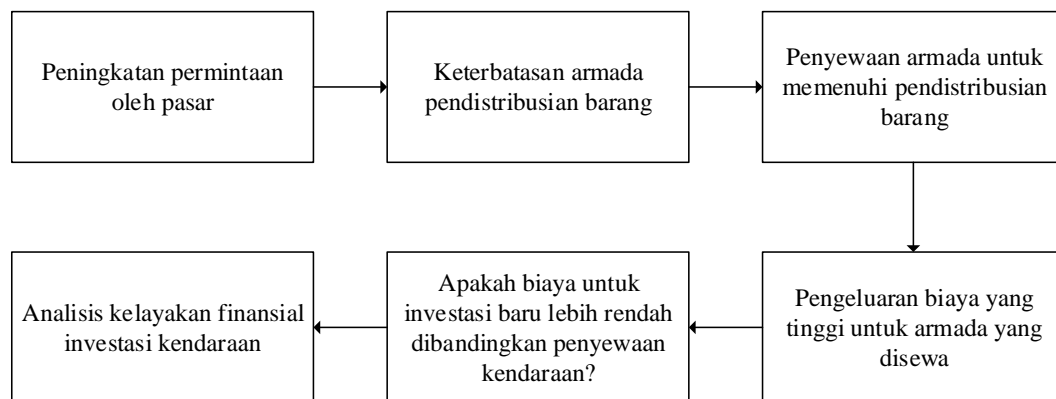 Peningkatan permintaan
oleh pasar
Keterbatasan armada
pendistribusian barang
Penyewaan armada untuk
memenuhi pendistribusian
barang
Pengeluaran biaya yang
tinggi untuk armada yang
disewa
Apakah biaya untuk
investasi baru lebih rendah
dibandingkan penyewaan
kendaraan?
Analisis kelayakan finansial
investasi kendaraan